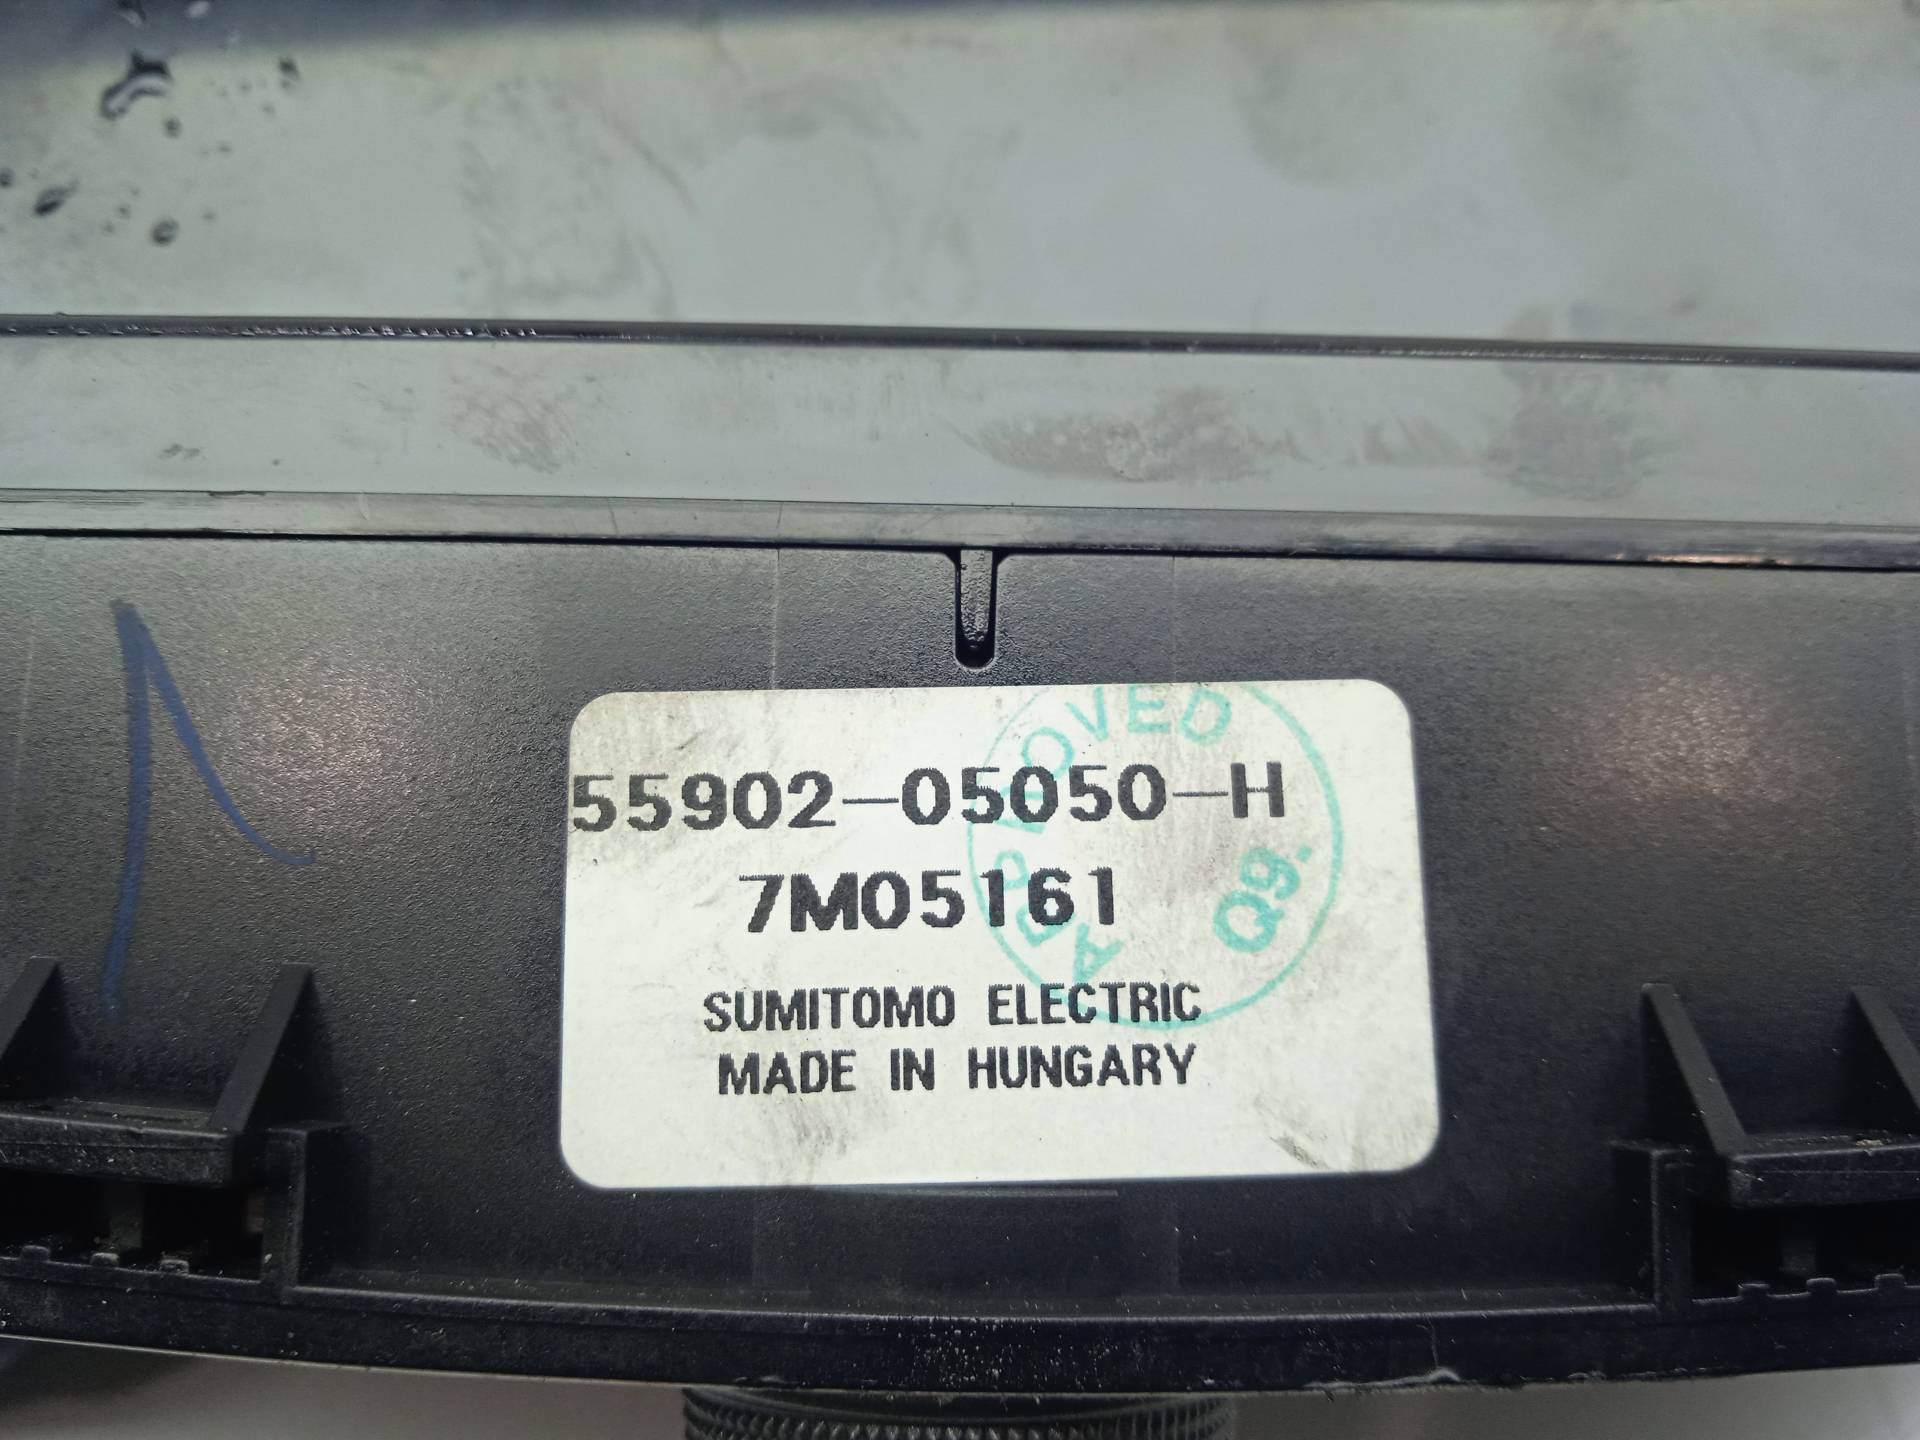 55902-05050-H
7M05161
SUMITOMO ELECTRIC
MADE IN HUNGARY
APPROVED
Q9.